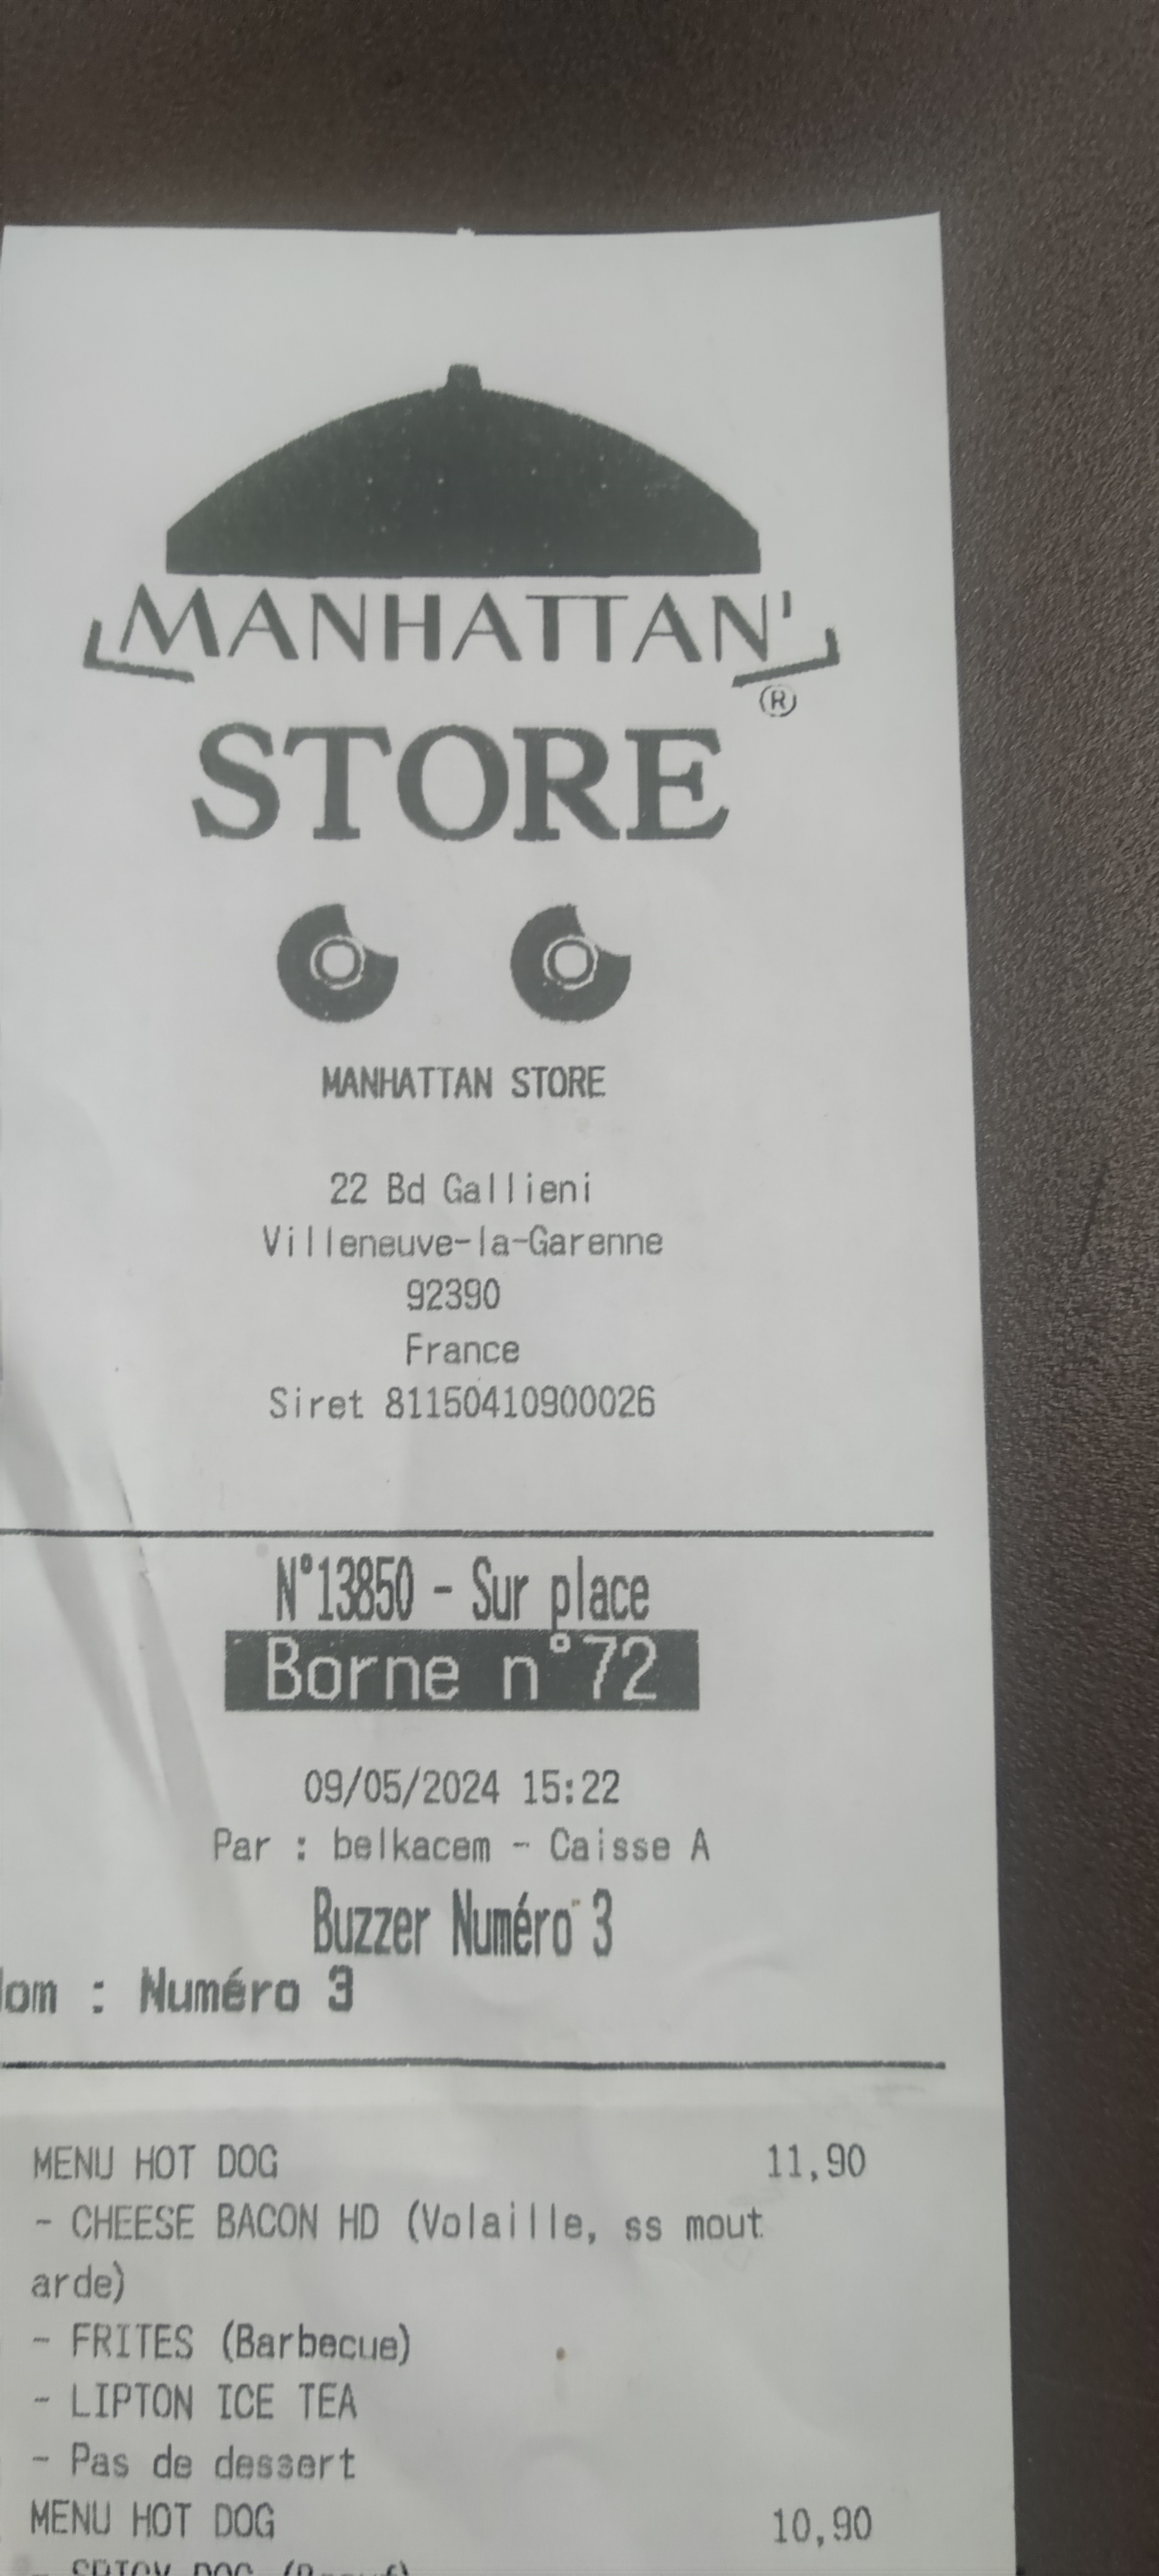 MANHATTAN'
®
STORE
MANHATTAN STORE
22 Bd Gallieni
Villeneuve-la-Garenne
92390
France
Siret 81150410900026
N°13850 - Sur place
Borne n°72
09/05/2024 15:22
Par : belkacem - Caisse A
Buzzer Numéro 3
: Numéro 3
MENU HOT DOG 11,90
- CHEESE BACON HD (Volaille, ss mout
arde)
- FRITES (Barbecue)
- LIPTON ICE TEA
- Pas de dessert
MENU HOT DOG 10,90